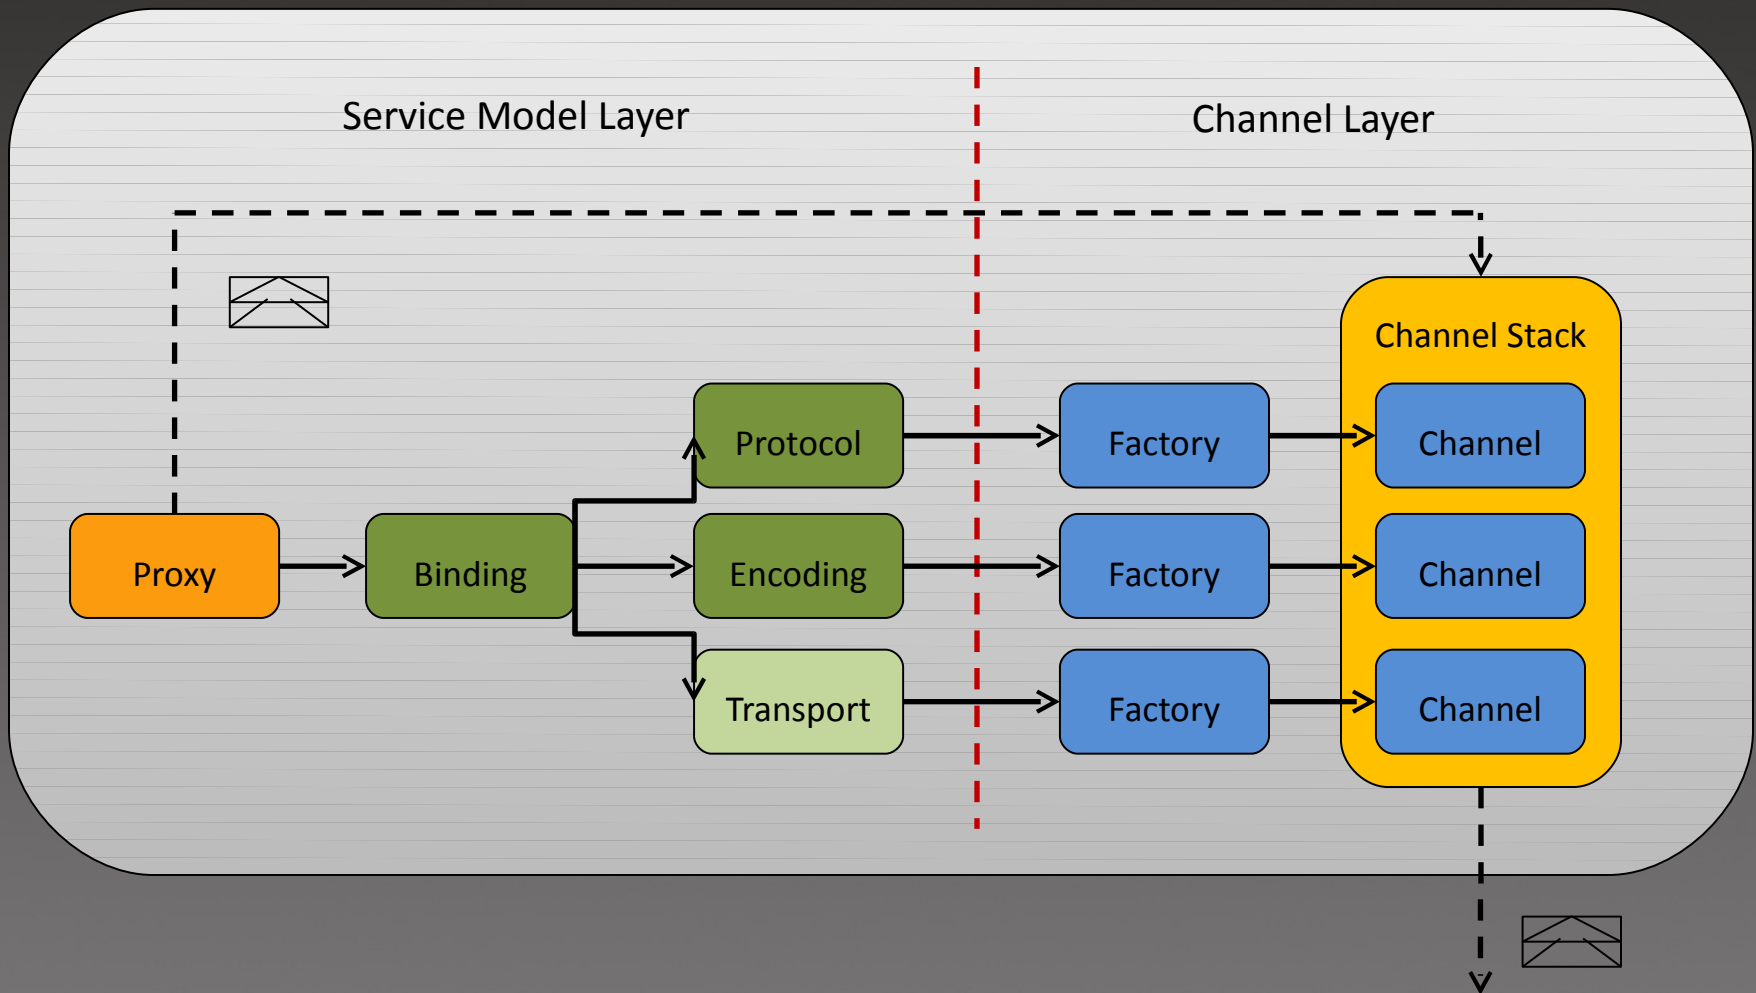 Service Model Layer
Channel Layer
Channel Stack
Protocol
Factory
Channel
Proxy
Binding
Encoding
Factory
Channel
Transport
Factory
Channel